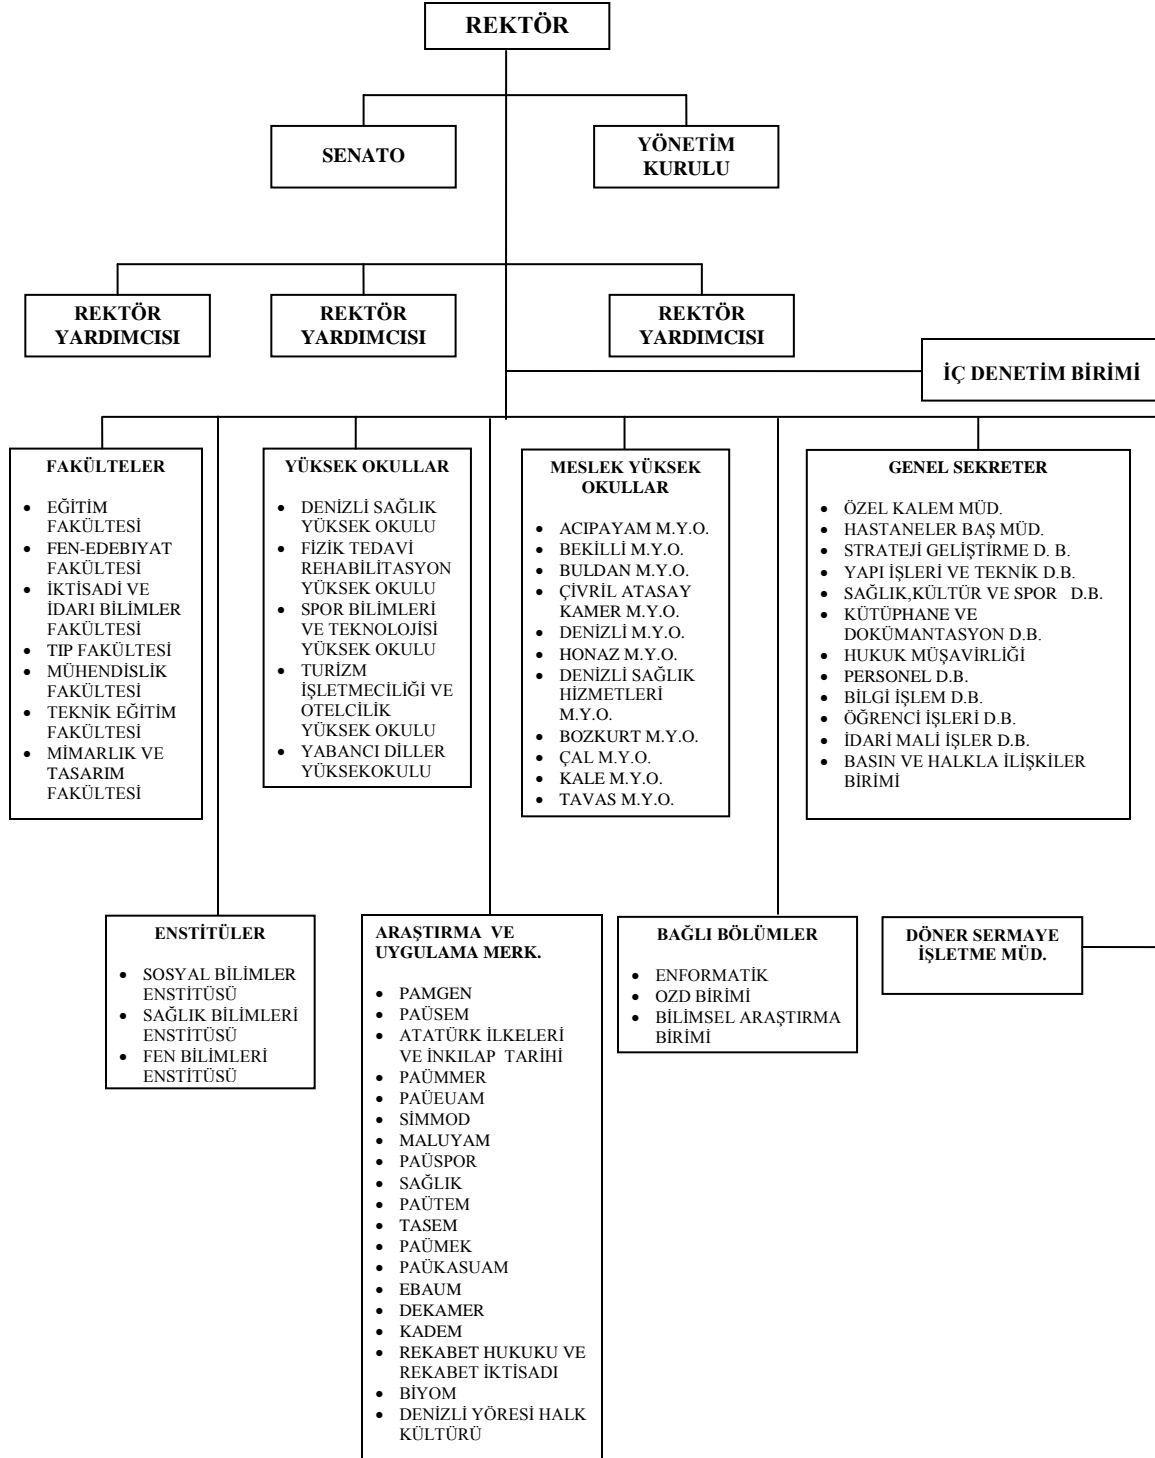 REKTÖR
SENATO
YÖNETİM
KURULU
REKTÖR
YARDIMCISI
REKTÖR
YARDIMCISI
REKTÖR
YARDIMCISI
İÇ DENETİM BİRİMİ
FAKÜLTELER
• EĞİTİM
FAKÜLTESİ
• FEN-EDEBIYAT
FAKÜLTESİ
• İKTİSADİ VE
İDARI BİLİMLER
FAKÜLTESİ
• TIP FAKÜLTESİ
• MÜHENDİSLİK
FAKÜLTESİ
• TEKNİK EĞİTİM
FAKÜLTESİ
• MİMARLIK VE
TASARIM
FAKÜLTESİ
YÜKSEK OKULLAR
• DENİZLİ SAĞLIK
YÜKSEK OKULU
• FİZİK TEDAVİ
REHABİLİTASYON
YÜKSEK OKULU
• SPOR BİLİMLERİ
VE TEKNOLOJİSİ
YÜKSEK OKULU
• TURİZM
İŞLETMECİLİĞİ VE
OTELCİLİK
YÜKSEK OKULU
• YABANCI DİLLER
YÜKSEKOKULU
MESLEK YÜKSEK
OKULLAR
• ACIPAYAM M.Y.O.
• BEKİLLİ M.Y.O.
• BULDAN M.Y.O.
• ÇİVRİL ATASAY
KAMER M.Y.O.
• DENİZLİ M.Y.O.
• HONAZ M.Y.O.
• DENİZLİ SAĞLIK
HİZMETLERİ
M.Y.O.
• BOZKURT M.Y.O.
• ÇAL M.Y.O.
• KALE M.Y.O.
• TAVAS M.Y.O.
GENEL SEKRETER
• ÖZEL KALEM MÜD.
• HASTANELER BAŞ MÜD.
• STRATEJİ GELİŞTİRME D. B.
• YAPI İŞLERİ VE TEKNİK D.B.
• SAĞLIK,KÜLTÜR VE SPOR D.B.
• KÜTÜPHANE VE
DOKÜMANTASYON D.B.
• HUKUK MÜŞAVİRLİĞİ
• PERSONEL D.B.
• BİLGİ İŞLEM D.B.
• ÖĞRENCİ İŞLERİ D.B.
• İDARİ MALİ İŞLER D.B.
• BASIN VE HALKLA İLİŞKİLER
BİRİMİ
ENSTİTÜLER
• SOSYAL BİLİMLER
ENSTİTÜSÜ
• SAĞLIK BİLİMLERİ
ENSTİTÜSÜ
• FEN BİLİMLERİ
ENSTİTÜSÜ
ARAŞTIRMA VE
UYGULAMA MERK.
• PAMGEN
• PAÜSEM
• ATATÜRK İLKELERİ
VE İNKILAP TARİHİ
• PAÜMMER
• PAÜEUAM
• SİMMOD
• MALUYAM
• PAÜSPOR
• SAĞLIK
• PAÜTEM
• TASEM
• PAÜMEK
• PAÜKASUAM
• EBAUM
• DEKAMER
• KADEM
• REKABET HUKUKU VE
REKABET İKTİSADI
• BİYOM
• DENİZLİ YÖRESİ HALK
KÜLTÜRÜ
BAĞLI BÖLÜMLER
• ENFORMATİK
• OZD BİRİMİ
• BİLİMSEL ARAŞTIRMA
BİRİMİ
DÖNER SERMAYE
İŞLETME MÜD.